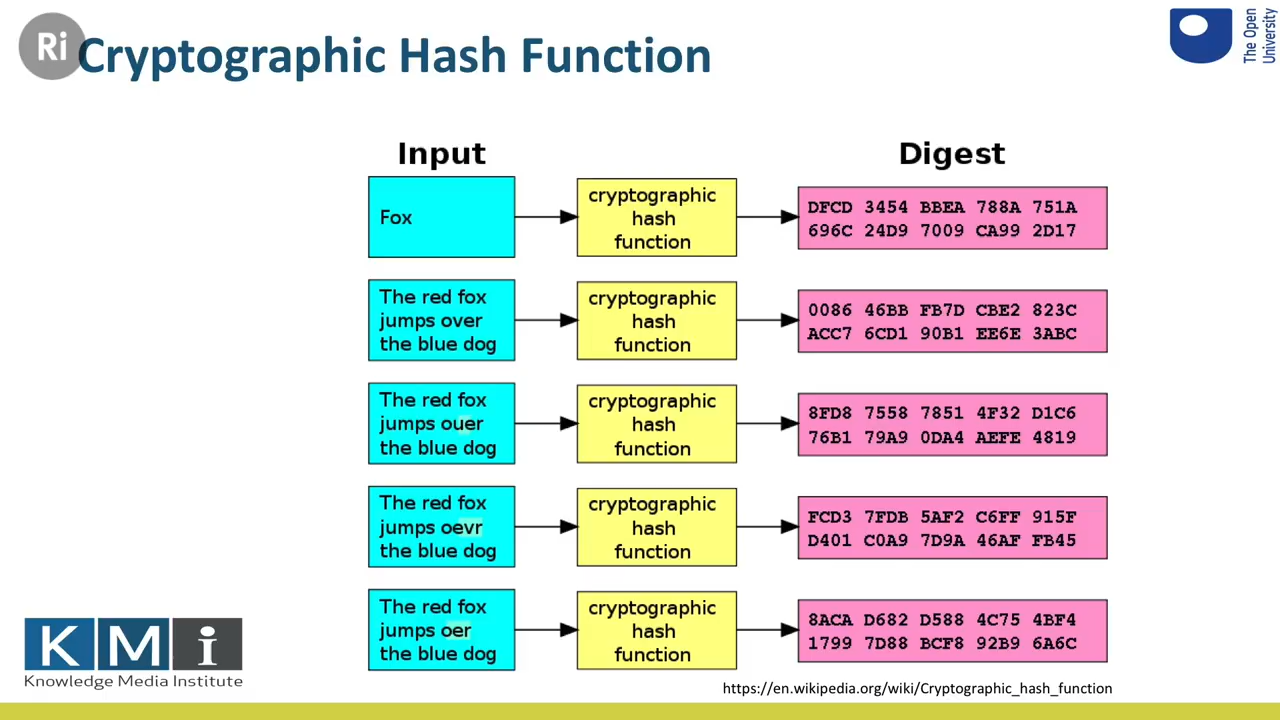 Ri
Cryptographic Hash Function
The Open
University
Input
Digest
Fox
cryptographic
hash
function
DFCD 3454 BBEA 788A 751A
696C 24D9 7009 CA99 2D17
The red fox
jumps over
the blue dog
cryptographic
hash
function
0086 46BB FB7D CBE2 823C
ACC7 6CD1 90B1 EE6E 3ABC
The red fox
jumps ouer
the blue dog
cryptographic
hash
function
8FD8 7558 7851 4F32 D1C6
76B1 79A9 0DA4 AEFE 4819
The red fox
jumps oevr
the blue dog
cryptographic
hash
function
FCD3 7FDB 5AF2 C6FF 915F
D401 C0A9 7D9A 46AF FB45
The red fox
jumps oer
the blue dog
cryptographic
hash
function
8ACA D682 D588 4C75 4BF4
1799 7D88 BCF8 92B9 6A6C
KMi
Knowledge Media Institute
https://en.wikipedia.org/wiki/Cryptographic_hash_function